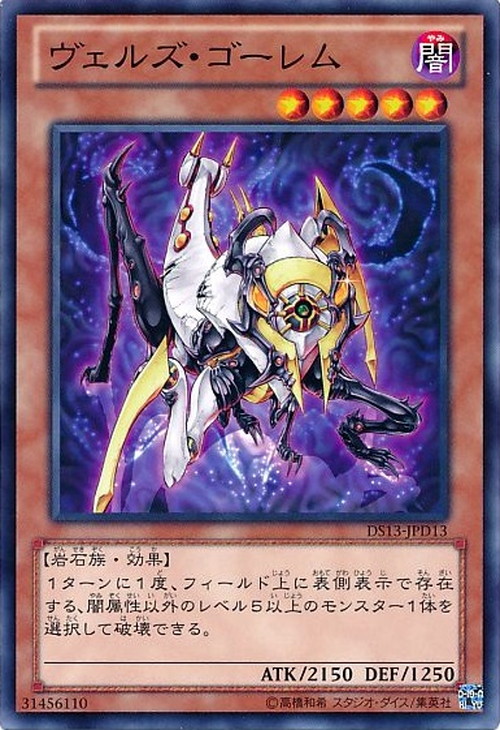 ヴェルズ・ゴーレム
闇
DS13-JPD13
【岩石族・効果】
1ターンに1度、フィールド上に表側表示で存在
する、闇属性以外のレベル5以上のモンスター1体を
選択して破壊できる。
ATK/2150 DEF/1250
31456110
©高橋和希 スタジオ・ダイス/集英社